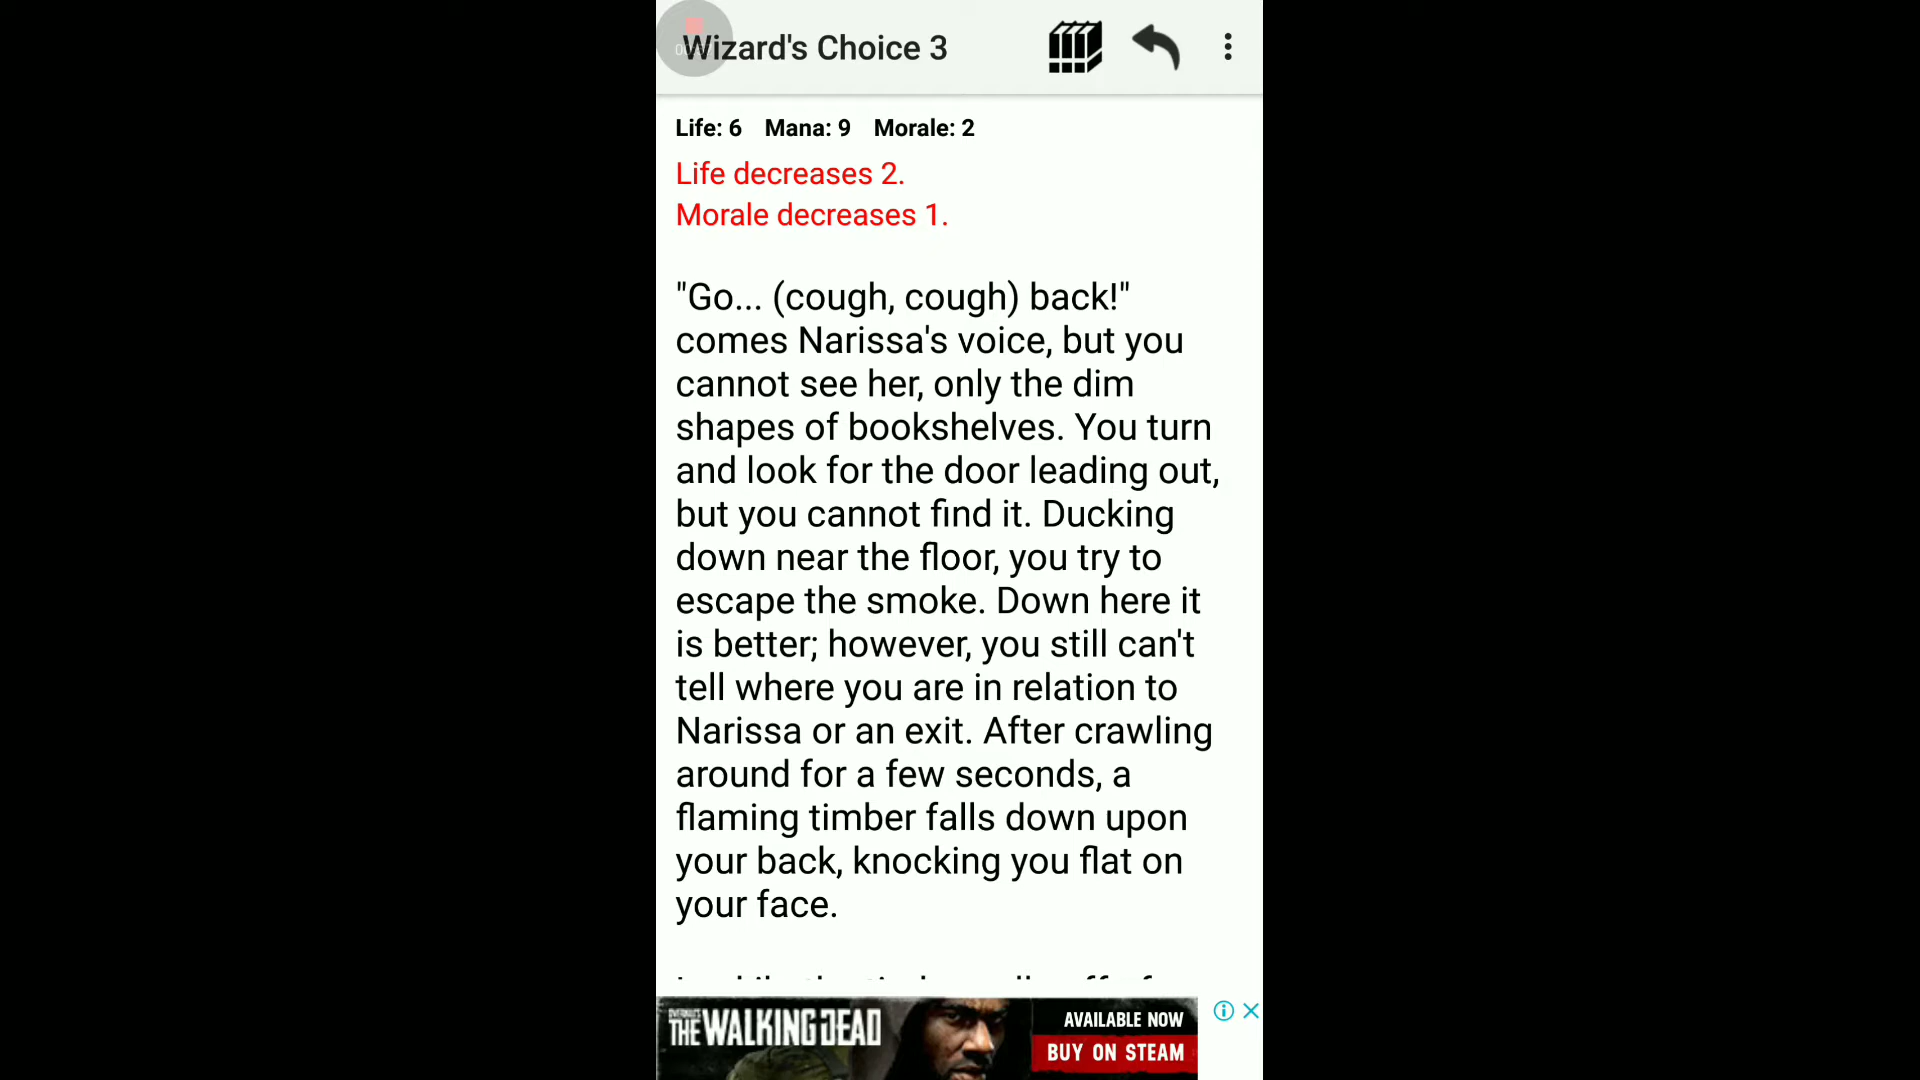 Wizard's Choice 3
Life: 6 Mana: 9 Morale: 2
Life decreases 2.
Morale decreases 1.
"Go... (cough, cough) back!"
comes Narissa's voice, but you
cannot see her, only the dim
shapes of bookshelves. You turn
and look for the door leading out,
but you cannot find it. Ducking
down near the floor, you try to
escape the smoke. Down here it
is better; however, you still can't
tell where you are in relation to
Narissa or an exit. After crawling
around for a few seconds, a
flaming timber falls down upon
your back, knocking you flat on
your face.
OVERKILL'S
THE WALKING DEAD
AVAILABLE NOW
BUY ON STEAM